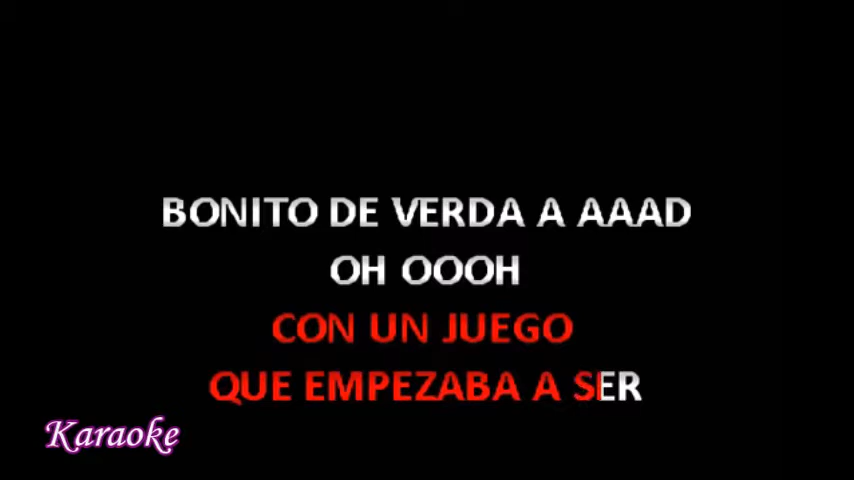 BONITO DE VERDA A AAAD
OH OOOH
CON UN JUEGO
QUE EMPEZABA A SER
Karaoke